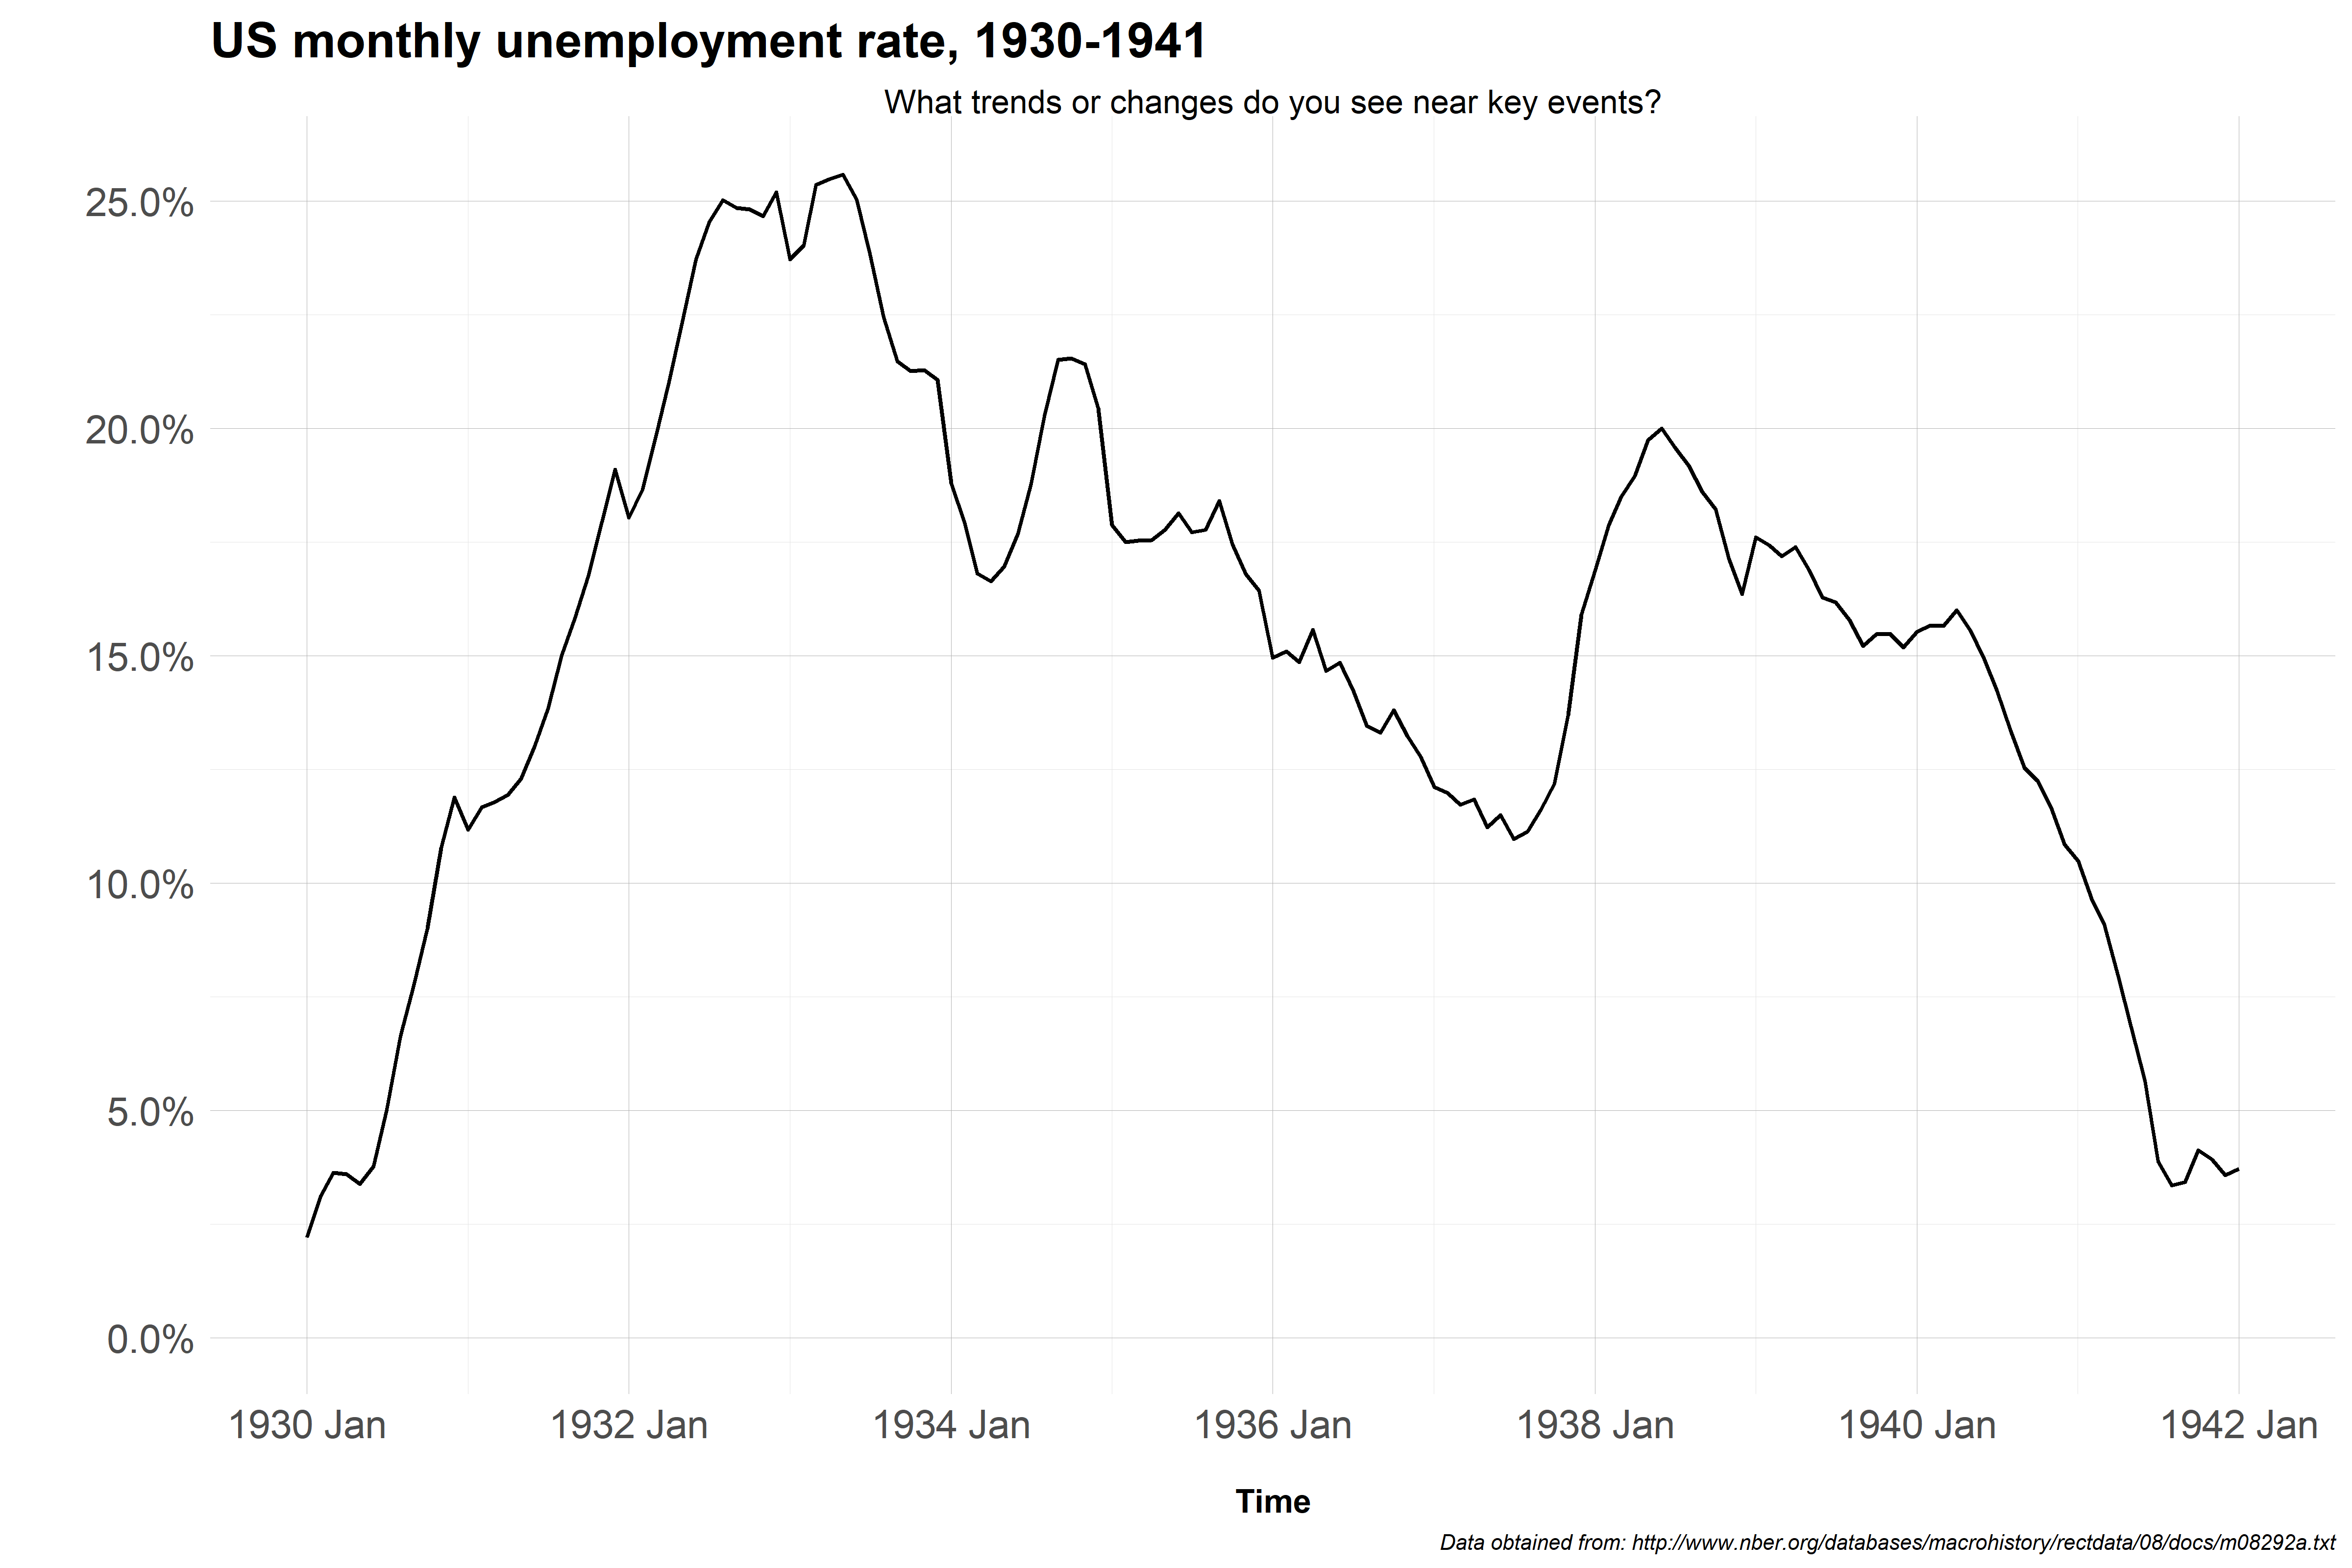 US monthly unemployment rate, 1930-1941
What trends or changes do you see near key events?
25.0%
20.0%
15.0%
10.0%
5.0%
0.0%
1930 Jan 1932 Jan 1934 Jan 1936 Jan 1938 Jan 1940 Jan 1942 Jan
Time
Data obtained from: http://www.nber.org/databases/macrohistory/rectdata/08/docs/m08292a.txt